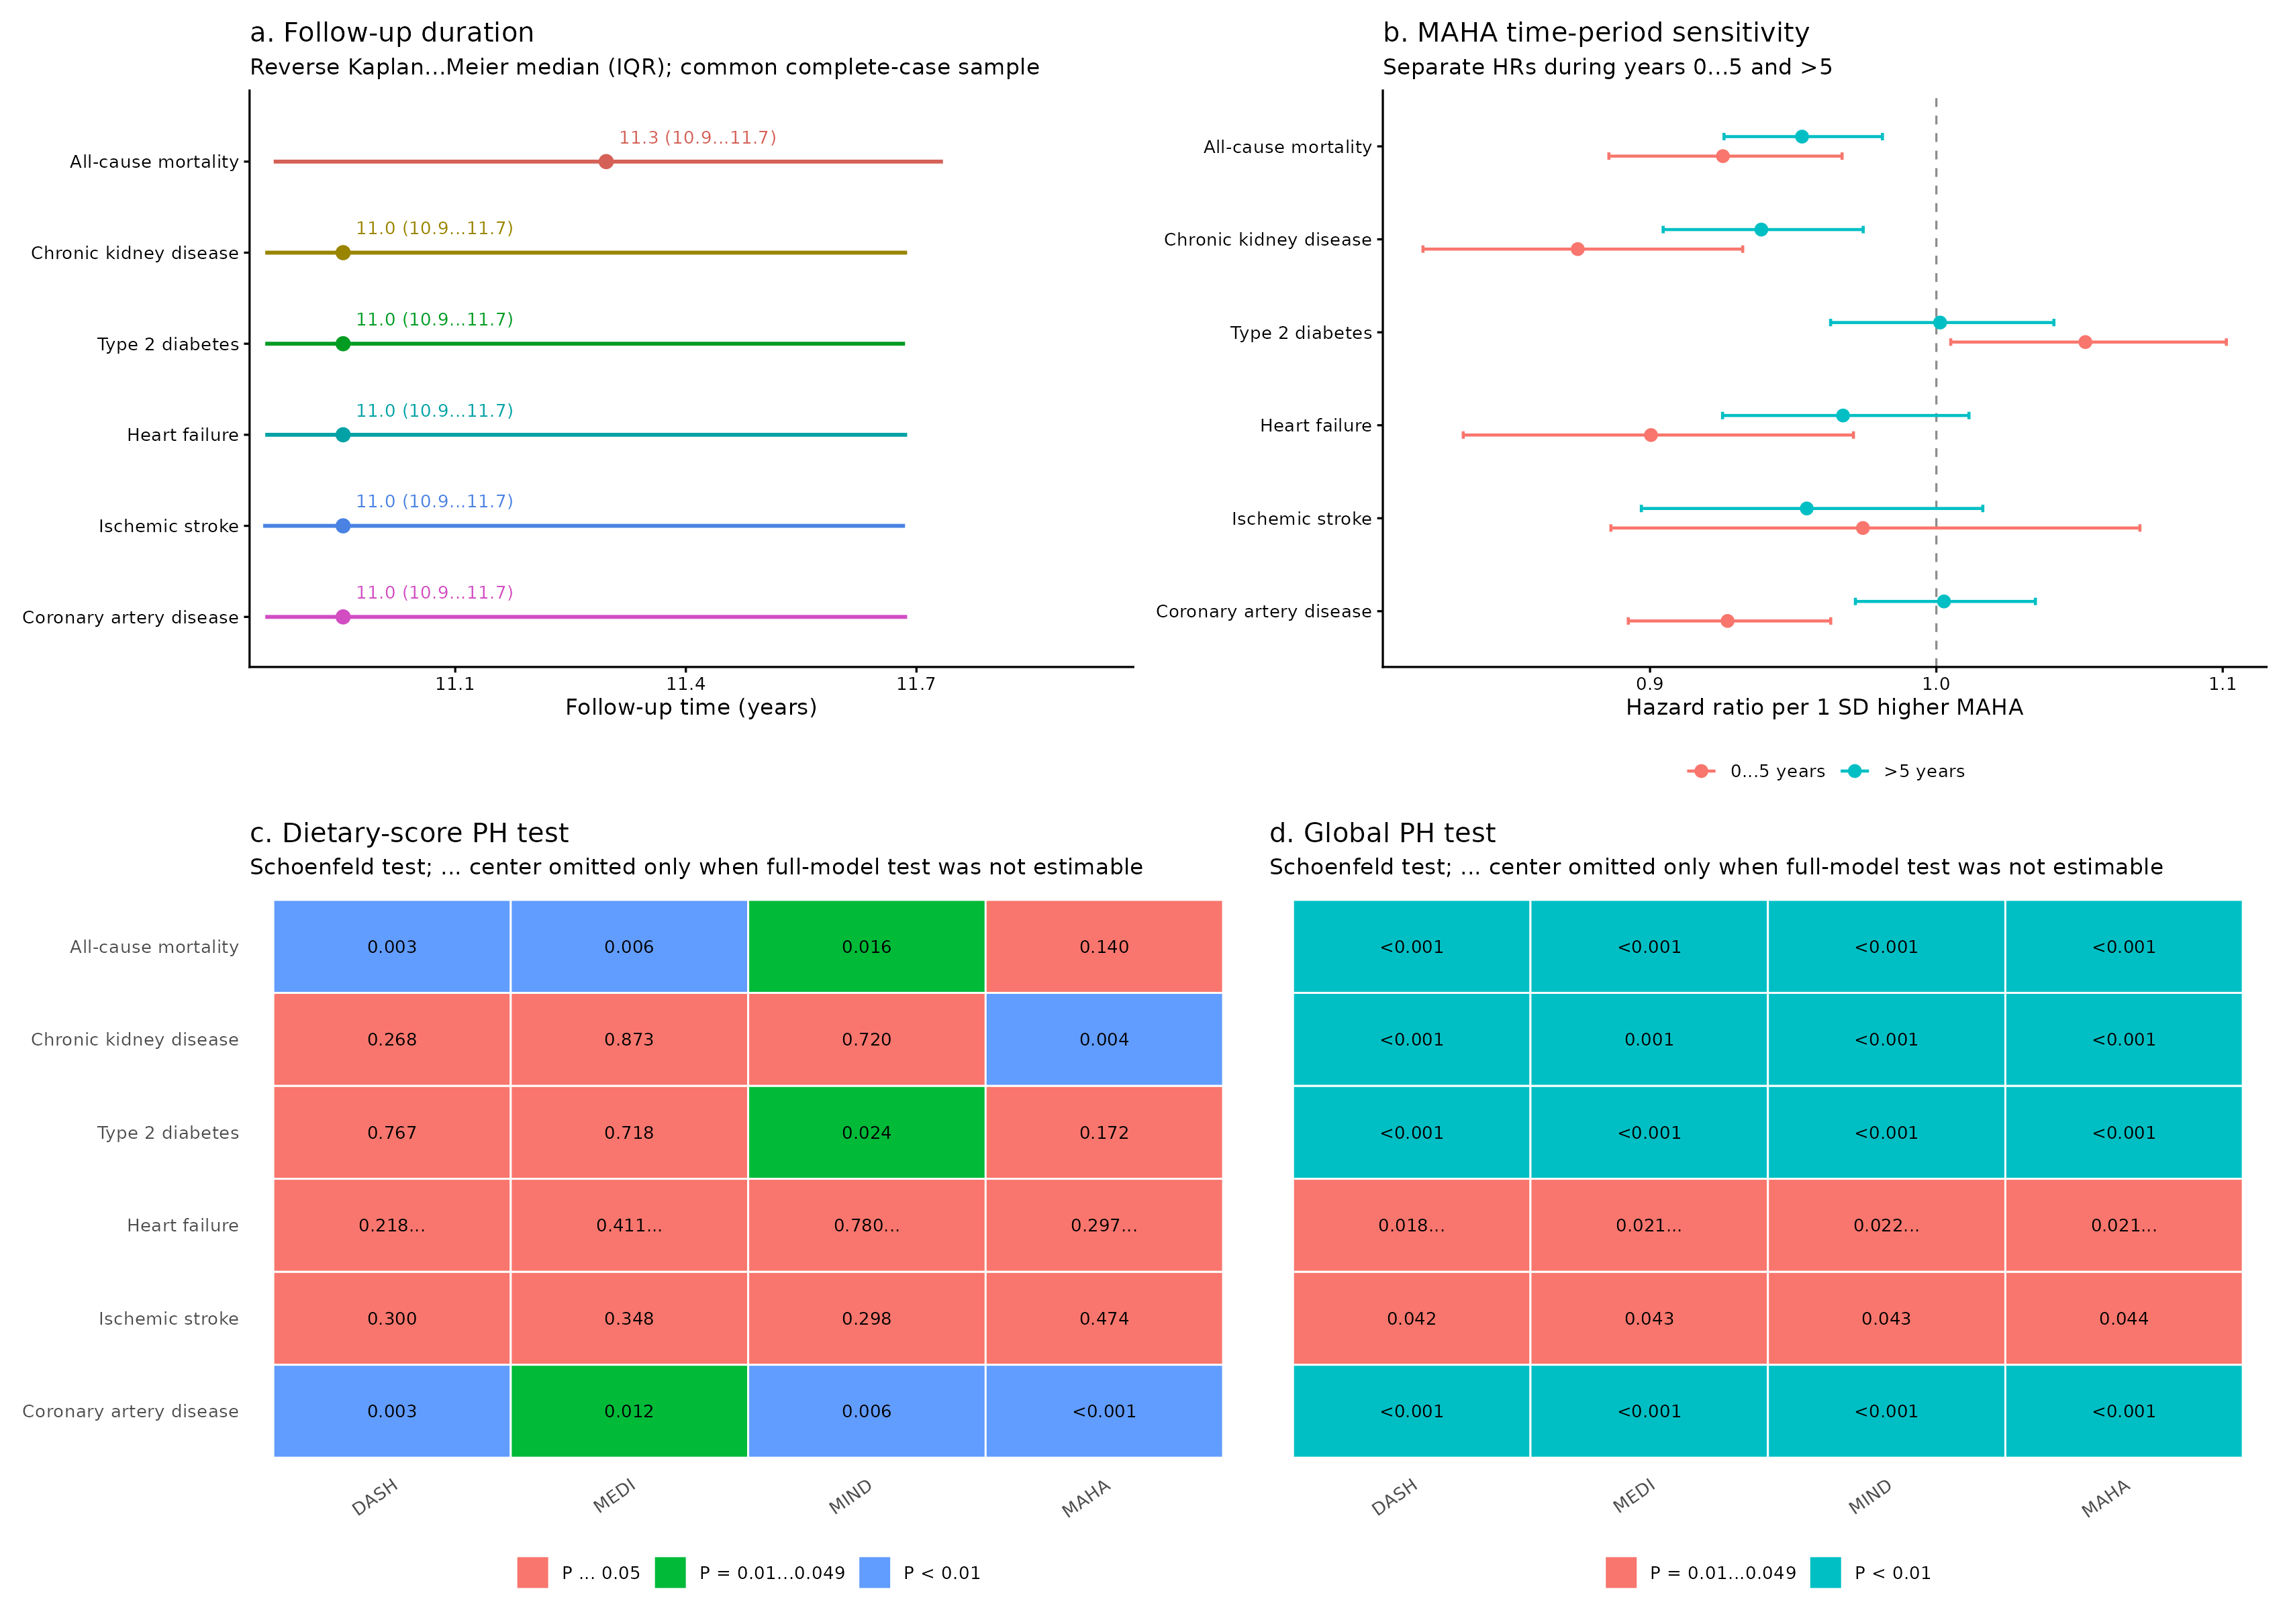 a. Follow-up duration
Reverse Kaplan...Meier median (IQR); common complete-case sample
All-cause mortality
11.3 (10.9...11.7)
Chronic kidney disease
11.0 (10.9...11.7)
Type 2 diabetes
11.0 (10.9...11.7)
Heart failure
11.0 (10.9...11.7)
Ischemic stroke
11.0 (10.9...11.7)
Coronary artery disease
11.0 (10.9...11.7)
11.1 11.4 11.7
Follow-up time (years)
b. MAHA time-period sensitivity
Separate HRs during years 0...5 and >5
All-cause mortality
Chronic kidney disease
Type 2 diabetes
Heart failure
Ischemic stroke
Coronary artery disease
0.9 1.0 1.1
Hazard ratio per 1 SD higher MAHA
0...5 years >5 years
c. Dietary-score PH test
Schoenfeld test; ... center omitted only when full-model test was not estimable
All-cause mortality 0.003 0.006 0.016 0.140
Chronic kidney disease 0.268 0.873 0.720 0.004
Type 2 diabetes 0.767 0.718 0.024 0.172
Heart failure 0.218... 0.411... 0.780... 0.297...
Ischemic stroke 0.300 0.348 0.298 0.474
Coronary artery disease 0.003 0.012 0.006 <0.001
DASH MEDI MIND MAHA
P ... 0.05 P = 0.01...0.049 P < 0.01
d. Global PH test
Schoenfeld test; ... center omitted only when full-model test was not estimable
<0.001 <0.001 <0.001 <0.001
<0.001 0.001 <0.001 <0.001
<0.001 <0.001 <0.001 <0.001
0.018... 0.021... 0.022... 0.021...
0.042 0.043 0.043 0.044
<0.001 <0.001 <0.001 <0.001
DASH MEDI MIND MAHA
P = 0.01...0.049 P < 0.01